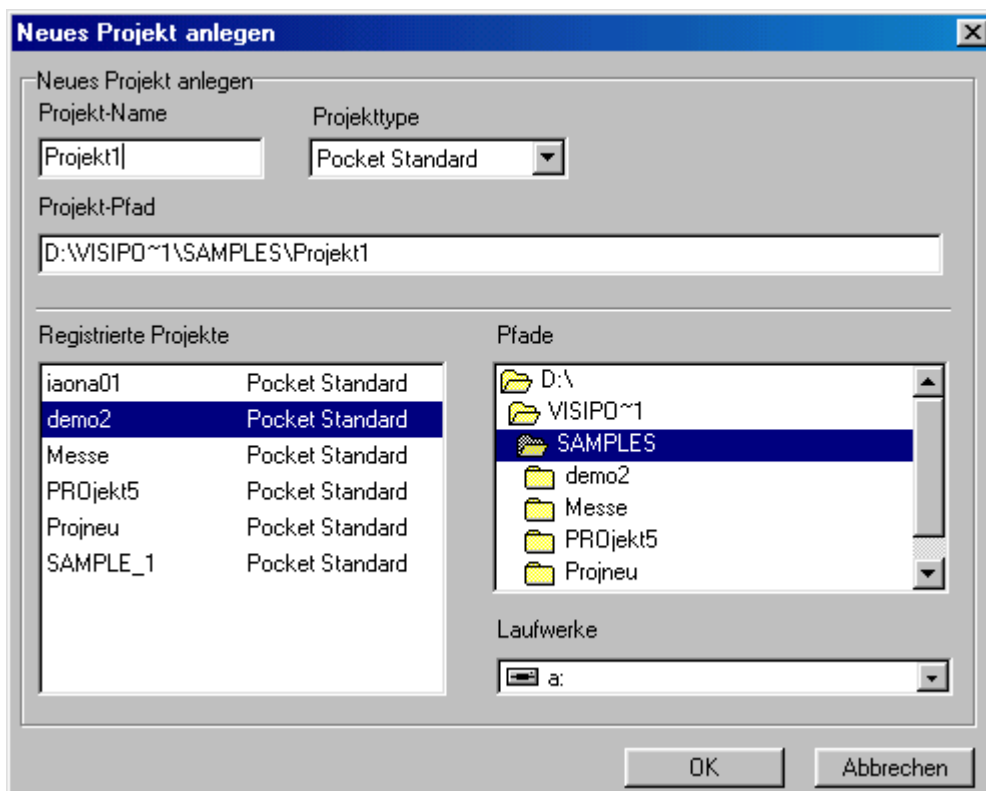 Neues Projekt anlegen
Neues Projekt anlegen
Projekt-Name
Projekttype
Projekt1
Pocket Standard
Projekt-Pfad
D:\VISIPO~1\SAMPLES\Projekt1
Registrierte Projekte
iaona01 Pocket Standard
demo2 Pocket Standard
Messe Pocket Standard
PROjekt5 Pocket Standard
Projneu Pocket Standard
SAMPLE_1 Pocket Standard
Pfade
D:\
VISIPO~1
SAMPLES
demo2
Messe
PROjekt5
Projneu
Laufwerke
a:
OK
Abbrechen